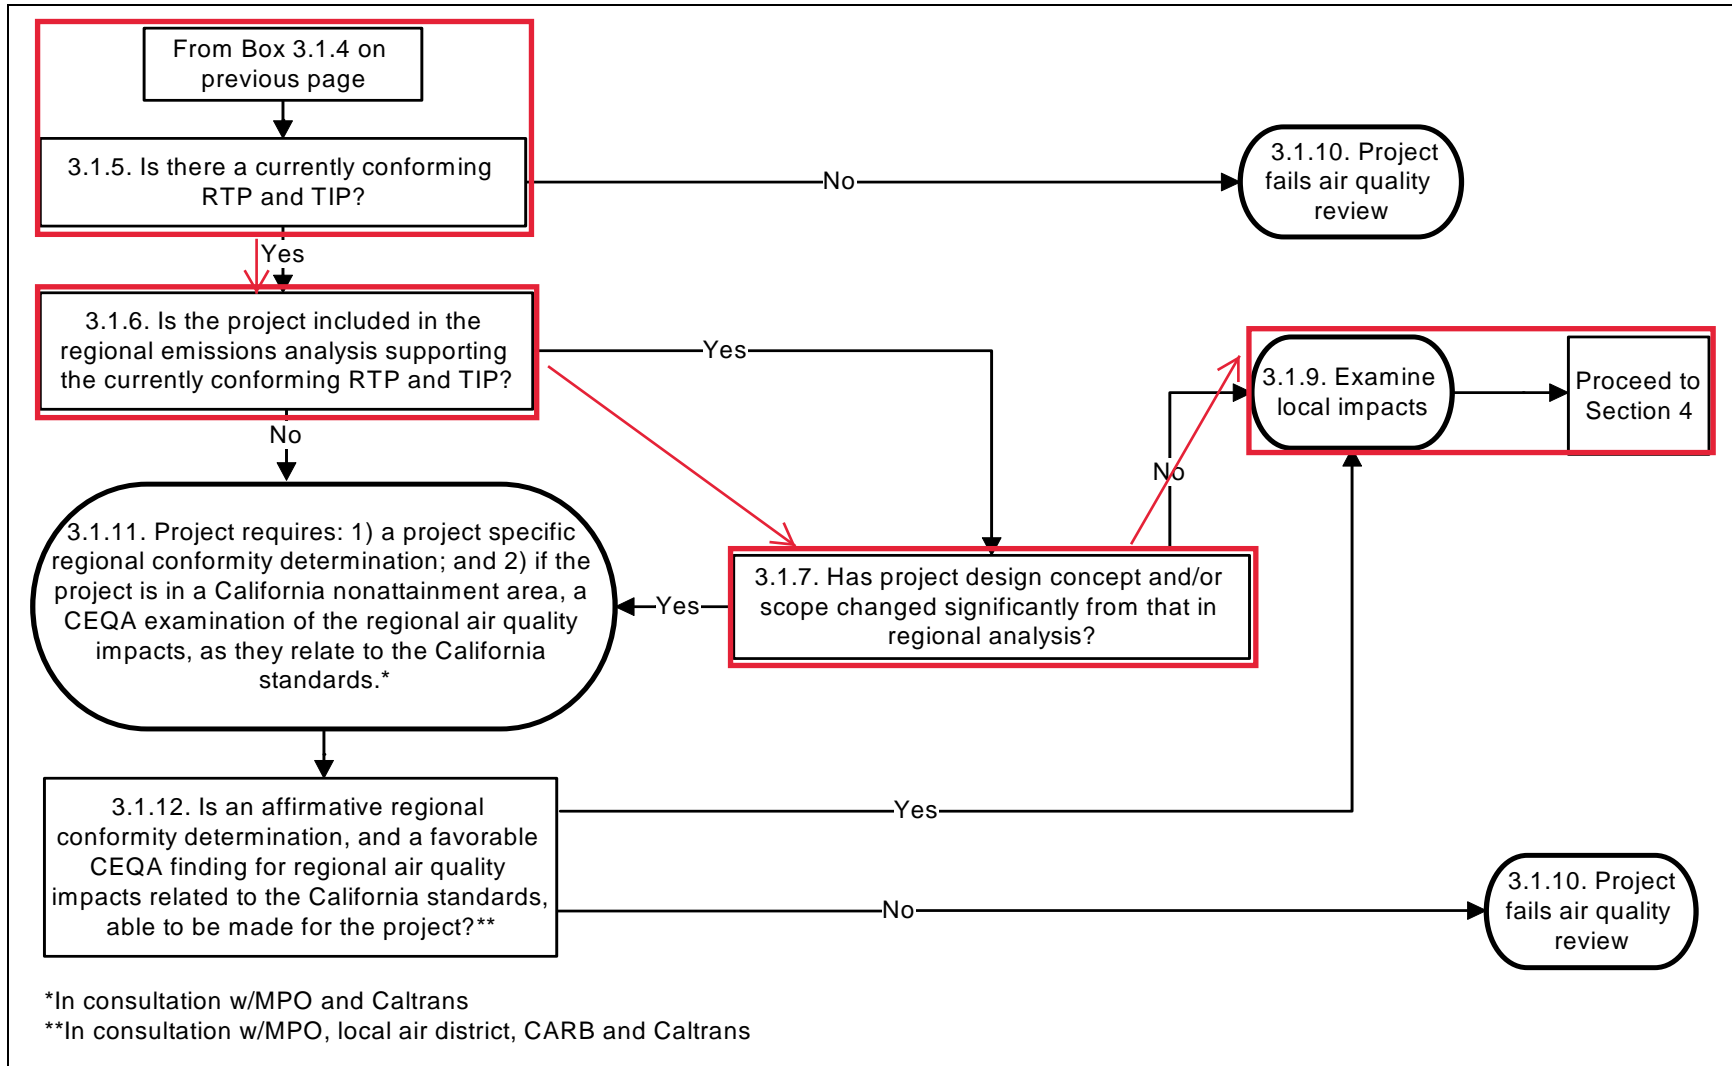 From Box 3.1.4 on
previous page
3.1.5. Is there a currently conforming
RTP and TIP?
No
3.1.10. Project
fails air quality
review
Yes
3.1.6. Is the project included in the
regional emissions analysis supporting
the currently conforming RTP and TIP?
Yes
3.1.9. Examine
local impacts
Proceed to
Section 4
No
No
3.1.11. Project requires: 1) a project specific
regional conformity determination; and 2) if the
project is in a California nonattainment area, a
CEQA examination of the regional air quality
impacts, as they relate to the California
standards.*
Yes
3.1.7. Has project design concept and/or
scope changed significantly from that in
regional analysis?
3.1.12. Is an affirmative regional
conformity determination, and a favorable
CEQA finding for regional air quality
impacts related to the California standards,
able to be made for the project?**
Yes
No
3.1.10. Project
fails air quality
review
*In consultation w/MPO and Caltrans
**In consultation w/MPO, local air district, CARB and Caltrans